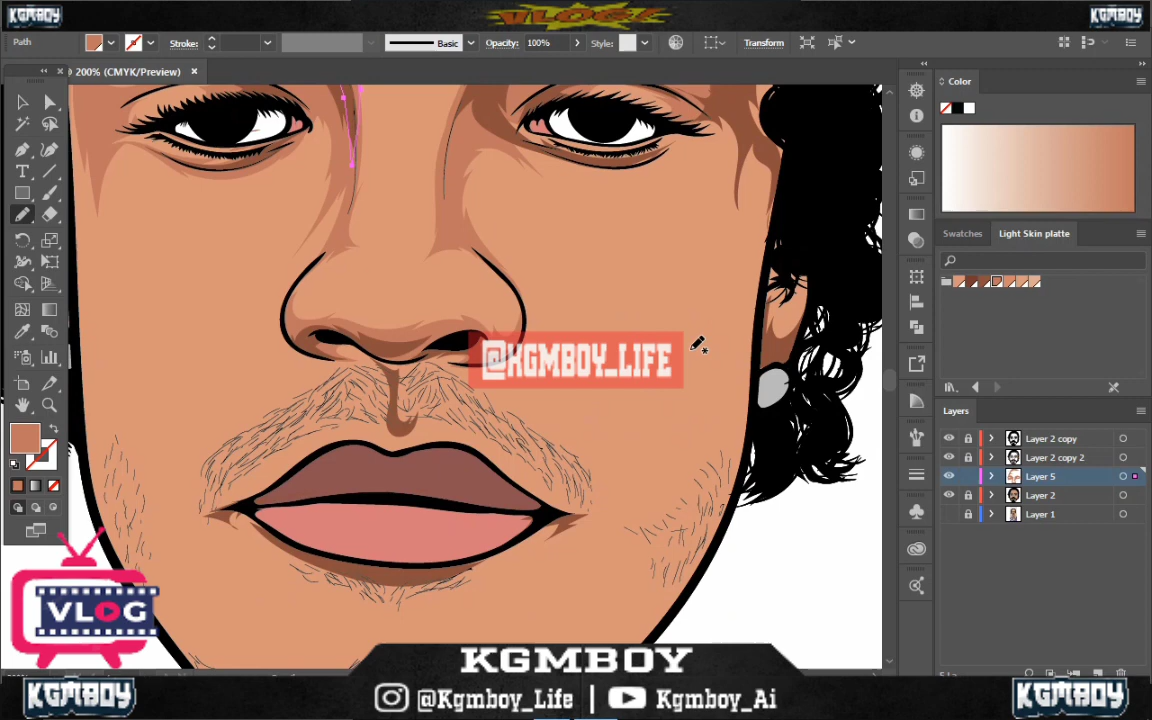 KGMBOY
VLOG!
KGMBOY
Path
Stroke:
Basic
Opacity:
100%
Style:
Transform
200% (CMYK/Preview)
Color
Swatches
Light Skin platte
@KGMBOY_LIFE
Layers
Layer 2 copy
Layer 2 copy 2
Layer 5
Layer 2
Layer 1
VLOG
KGMBOY
KGMBOY
@Kgmboy_Life | Kgmboy_Ai
KGMBOY